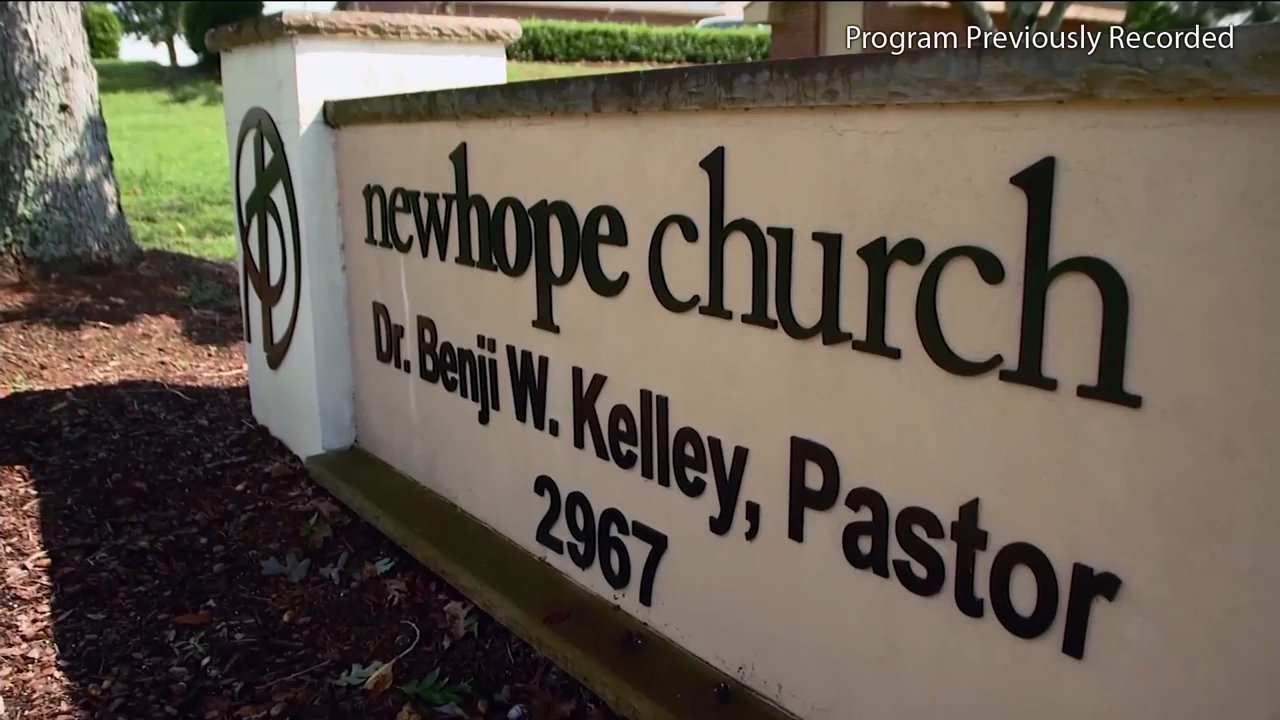 Program Previously Recorded
newhope church
Dr. Benji W. Kelley, Pastor
2967